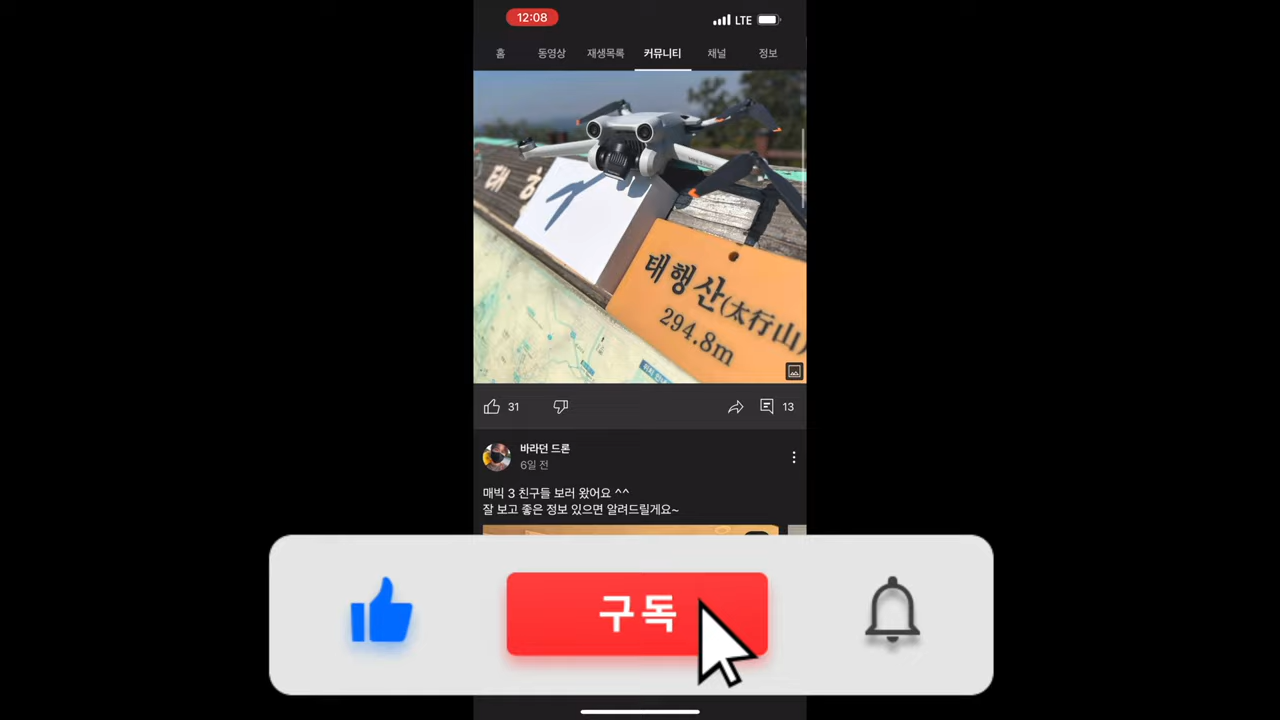 12:08
LTE
홈 동영상 재생목록 커뮤니티 채널 정보
태
태행산(太行山)
294.8m
31
13
바라던 드론
6일 전
매빅 3 친구들 보러 왔어요 ^^
잘 보고 좋은 정보 있으면 알려드릴게요~
구독